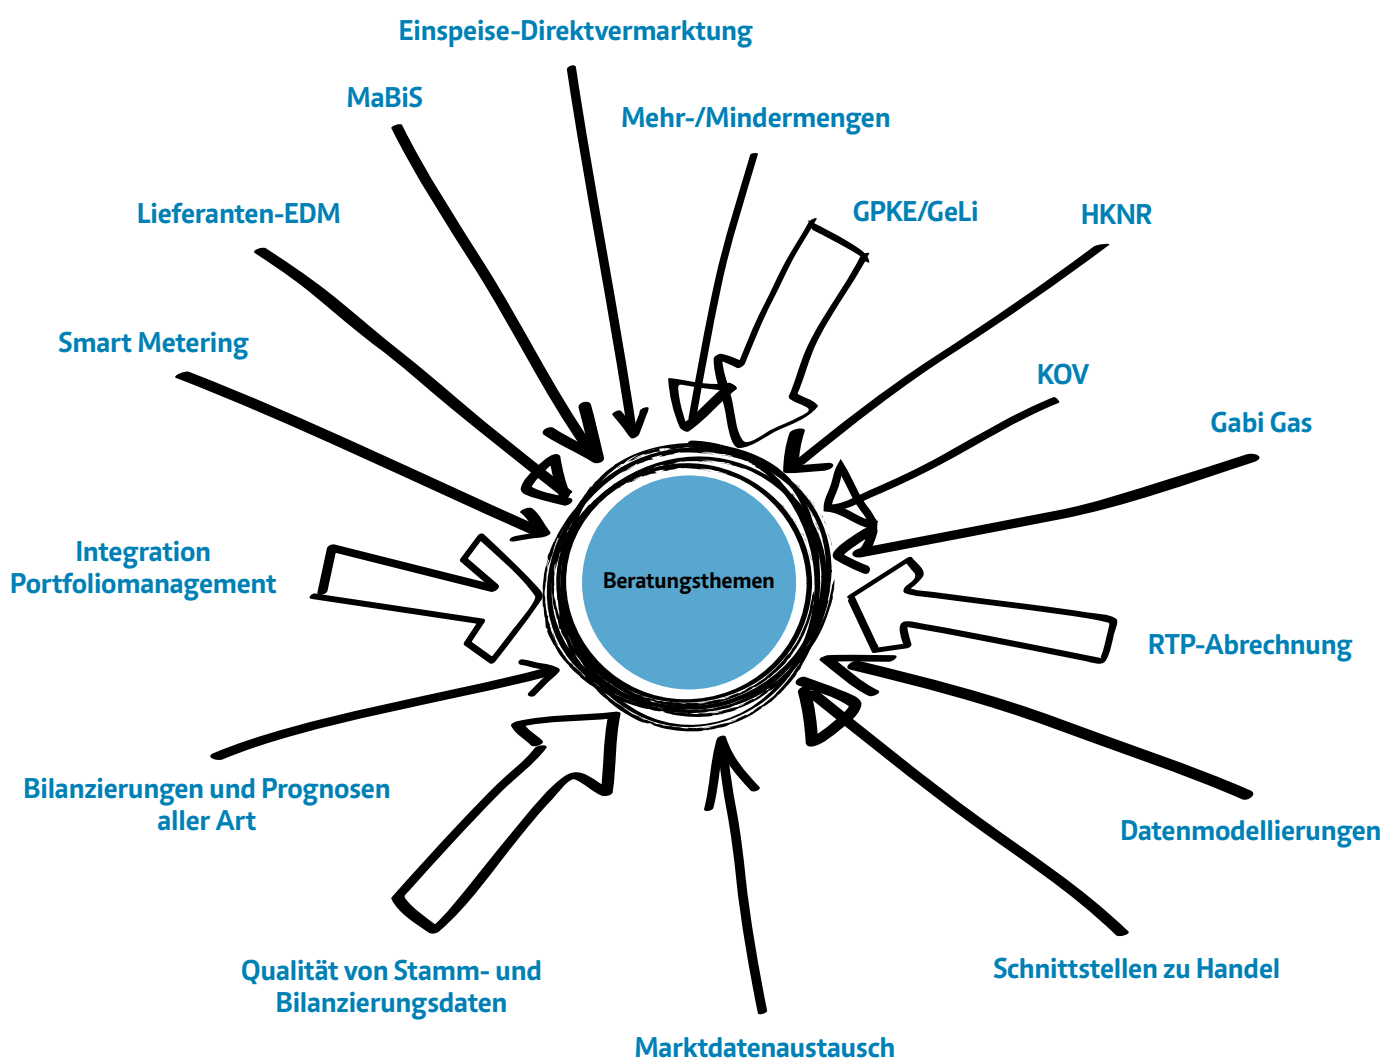 Einspeise-Direktvermarktung
MaBiS
Mehr-/Mindermengen
Lieferanten-EDM
GPKE/GeLi
HKNR
Smart Metering
KOV
Gabi Gas
Integration
Portfoliomanagement
Beratungsthemen
RTP-Abrechnung
Bilanzierungen und Prognosen
aller Art
Datenmodellierungen
Qualität von Stamm- und
Bilanzierungsdaten
Schnittstellen zu Handel
Marktdatenaustausch